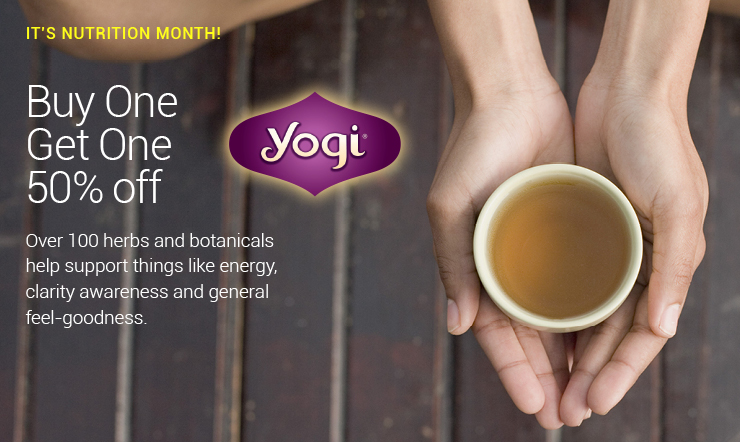 IT'S NUTRITION MONTH!
Buy One
Get One
50% off
yogi®
Over 100 herbs and botanicals
help support things like energy,
clarity awareness and general
feel-goodness.